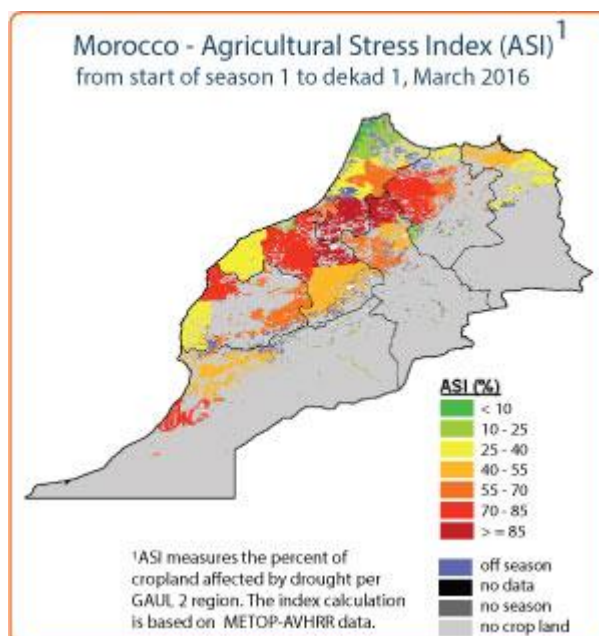 Morocco - Agricultural Stress Index (ASI)¹
from start of season 1 to dekad 1, March 2016
ASI (%)
< 10
10 - 25
25 - 40
40 - 55
55 - 70
70 - 85
> = 85
off season
no data
no season
no crop land
¹ASI measures the percent of
cropland affected by drought per
GAUL 2 region. The index calculation
is based on METOP-AVHRR data.